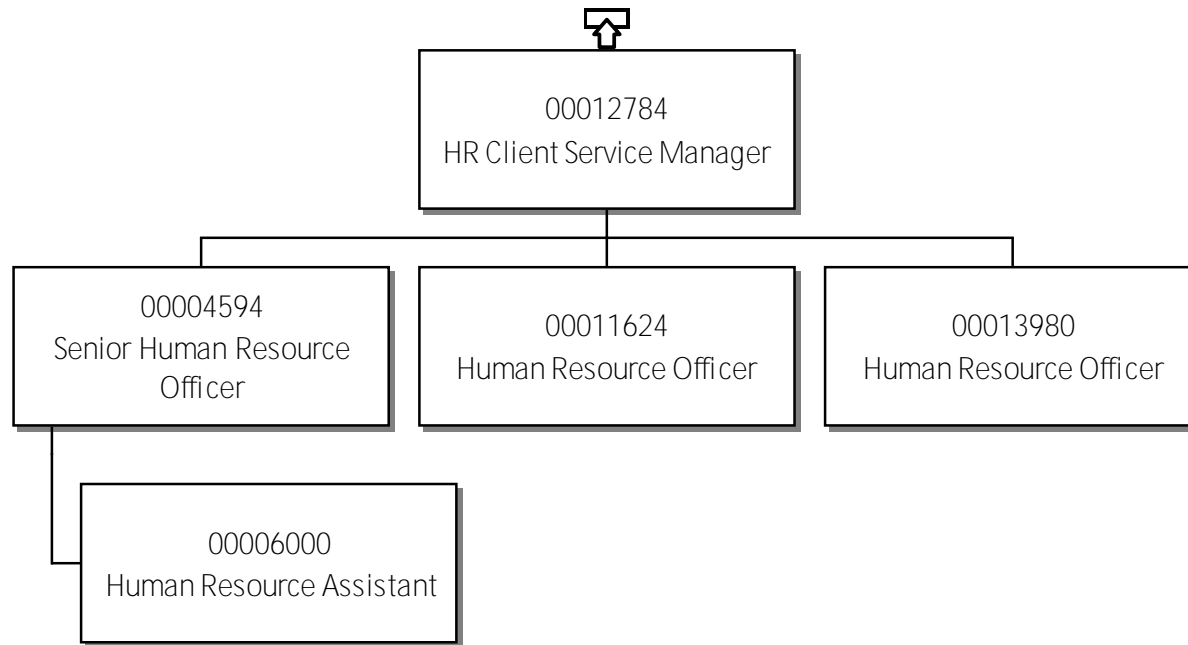 00012784
HR Client Service Manager
00004594
Senior Human Resource
Officer
00011624
Human Resource Officer
00013980
Human Resource Officer
00006000
Human Resource Assistant